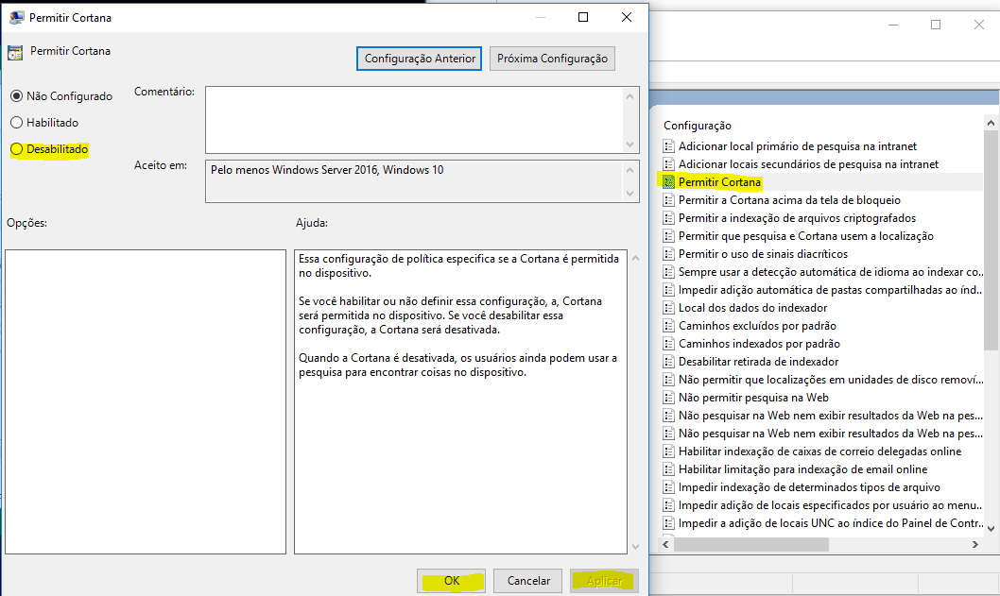 Permitir Cortana
Permitir Cortana
Configuração Anterior
Próxima Configuração
Não Configurado
Habilitado
Desabilitado
Comentário:
Aceito em:
Pelo menos Windows Server 2016, Windows 10
Opções:
Ajuda:
Essa configuração de política especifica se a Cortana é permitida
no dispositivo.
Se você habilitar ou não definir essa configuração, a, Cortana
será permitida no dispositivo. Se você desabilitar essa
configuração, a Cortana será desativada.
Quando a Cortana é desativada, os usuários ainda podem usar a
pesquisa para encontrar coisas no dispositivo.
OK
Cancelar
Aplicar
Configuração
Adicionar local primário de pesquisa na intranet
Adicionar locais secundários de pesquisa na intranet
Permitir Cortana
Permitir a Cortana acima da tela de bloqueio
Permitir a indexação de arquivos criptografados
Permitir que pesquisa e Cortana usem a localização
Permitir o uso de sinais diacríticos
Sempre usar a detecção automática de idioma ao indexar co...
Impedir adição automática de pastas compartilhadas ao índ...
Local dos dados do indexador
Caminhos excluídos por padrão
Caminhos indexados por padrão
Desabilitar retirada de indexador
Não permitir que localizações em unidades de disco removí...
Não permitir pesquisa na Web
Não pesquisar na Web nem exibir resultados da Web na pes...
Não pesquisar na Web nem exibir resultados da Web na pes...
Habilitar indexação de caixas de correio delegadas online
Habilitar limitação para indexação de email online
Impedir indexação de determinados tipos de arquivo
Impedir adição de locais especificados por usuário ao menu...
Impedir a adição de locais UNC ao índice do Painel de Contr...